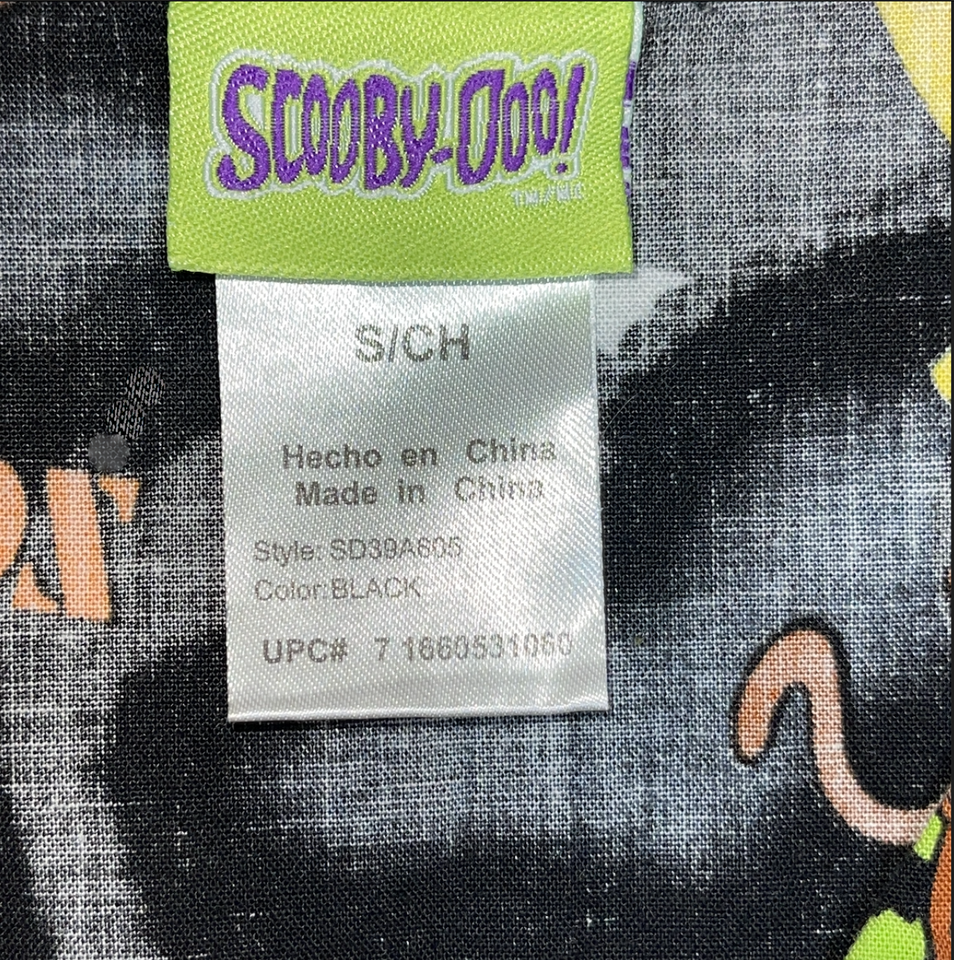 SCOOBY-DOO!
S/CH
Hecho en China
Made in China
Style: SD39A605
Color:BLACK
UPC# 7 1660531060